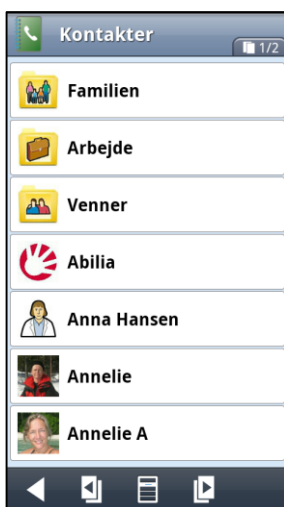 Kontakter
1/2
Familien
Arbejde
Venner
Abilia
Anna Hansen
Annelie
Annelie A